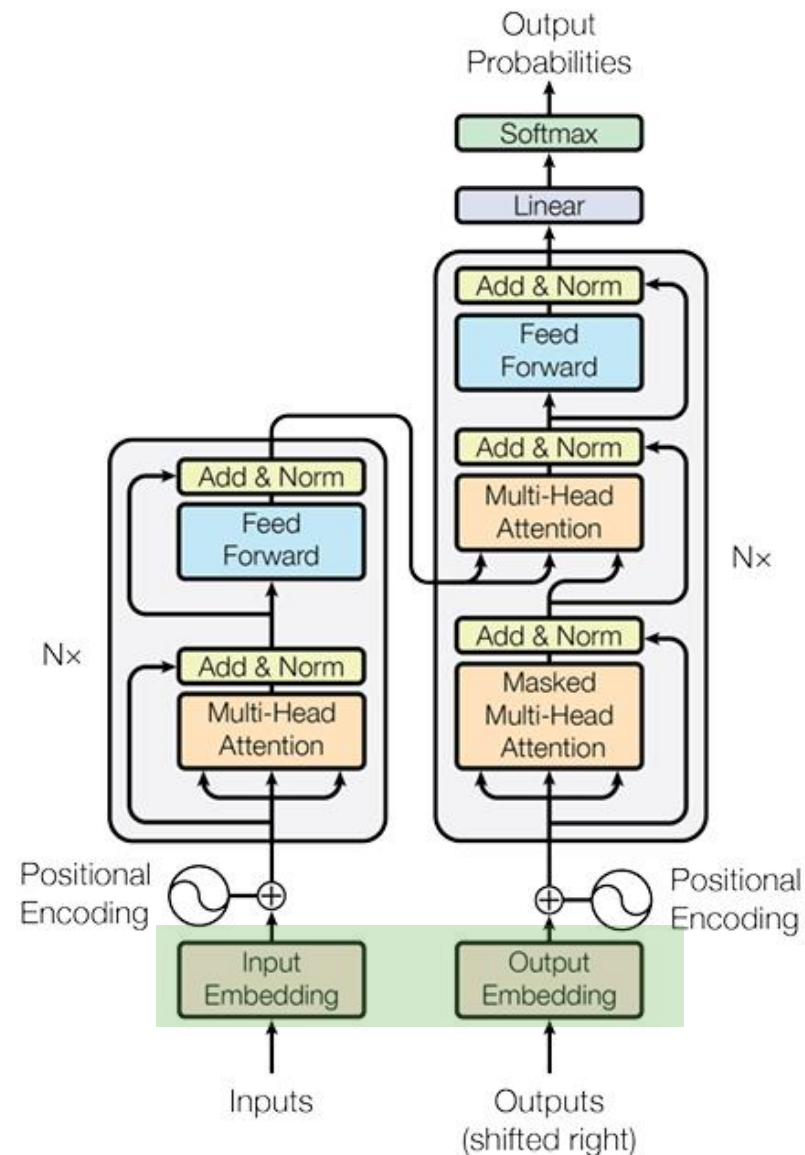 Output
Probabilities
Softmax
Linear
Add & Norm
Feed
Forward
Add & Norm
Multi-Head
Attention
Add & Norm
Masked
Multi-Head
Attention
Nx
Add & Norm
Feed
Forward
Add & Norm
Multi-Head
Attention
Nx
Positional
Encoding
Positional
Encoding
Input
Embedding
Output
Embedding
Inputs
Outputs
(shifted right)